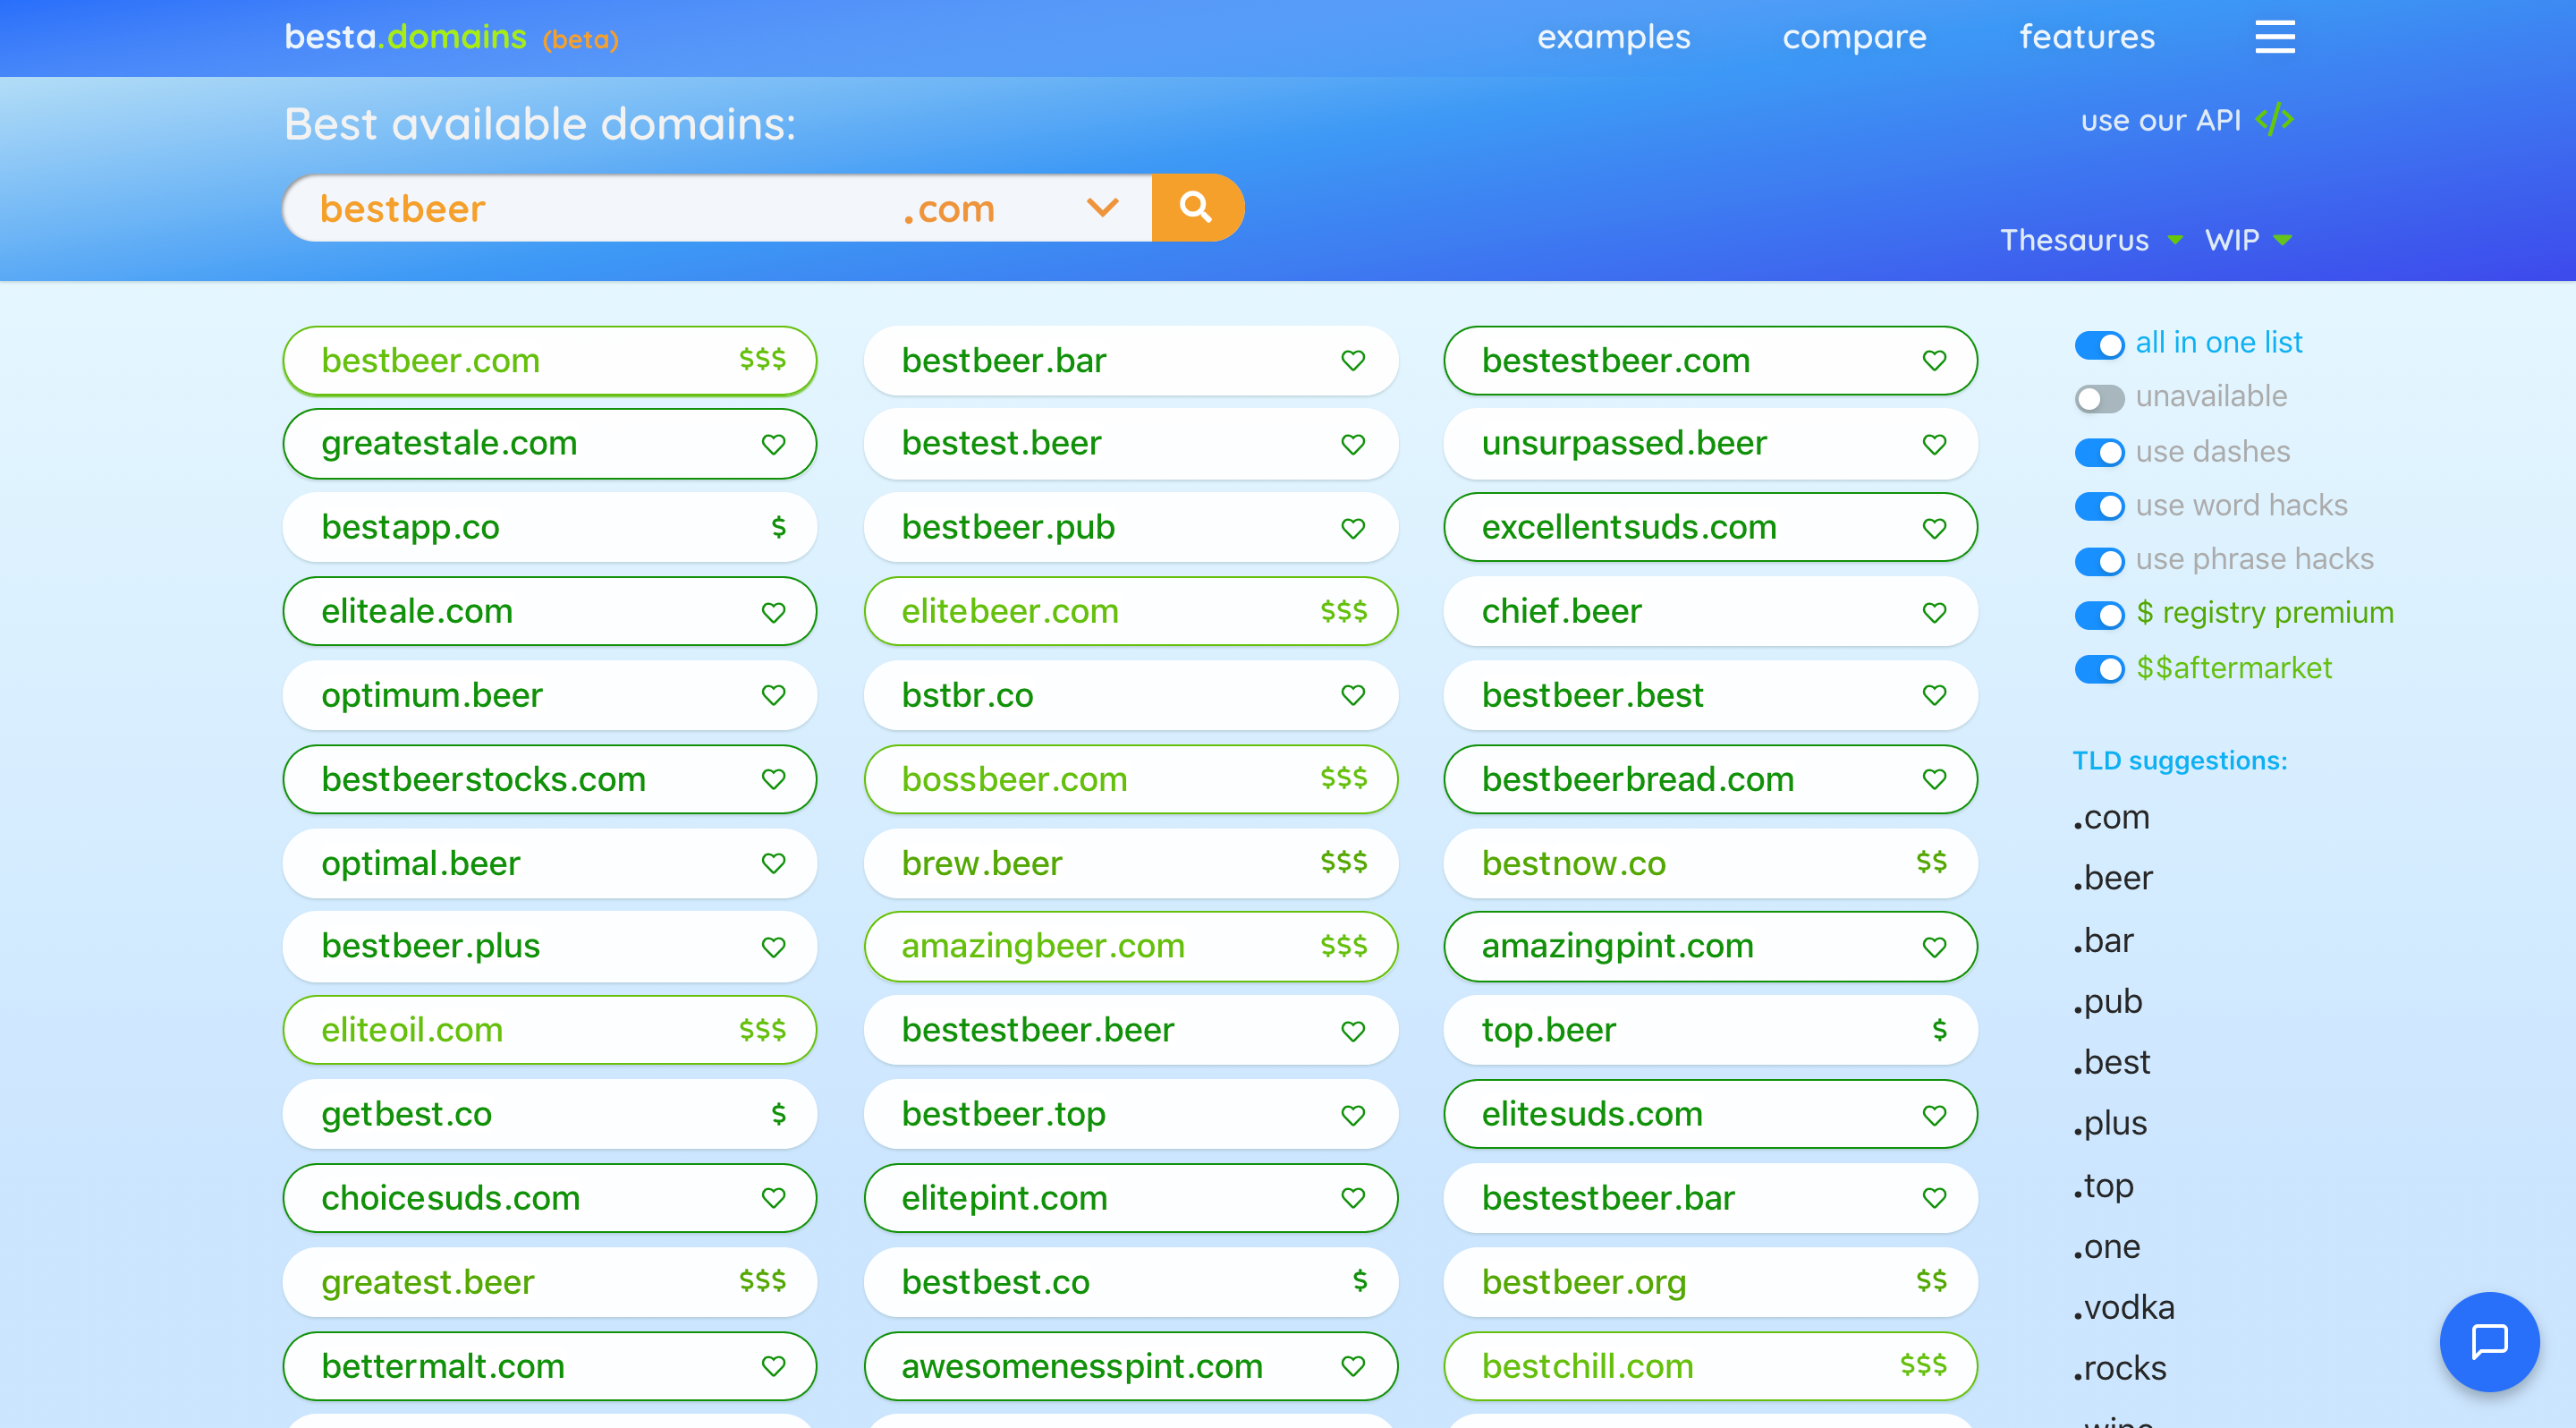 besta.domains (beta)
examples compare features
Best available domains:
use our API </>
bestbeer .com
Thesaurus WIP
bestbeer.com $$$
bestbeer.bar
bestestbeer.com
greatestale.com
bestest.beer
unsurpassed.beer
bestapp.co $
bestbeer.pub
excellentsuds.com
eliteale.com
elitebeer.com $$$
chief.beer
optimum.beer
bstbr.co
bestbeer.best
bestbeerstocks.com
bossbeer.com $$$
bestbeerbread.com
optimal.beer
brew.beer $$$
bestnow.co $$
bestbeer.plus
amazingbeer.com $$$
amazingpint.com
eliteoil.com $$$
bestestbeer.beer
top.beer $
getbest.co $
bestbeer.top
elitesuds.com
choicesuds.com
elitepint.com
bestestbeer.bar
greatest.beer $$$
bestbest.co $
bestbeer.org $$
bettermalt.com
awesomenesspint.com
bestchill.com $$$
all in one list
unavailable
use dashes
use word hacks
use phrase hacks
$ registry premium
$$aftermarket
TLD suggestions:
.com
.beer
.bar
.pub
.best
.plus
.top
.one
.vodka
.rocks